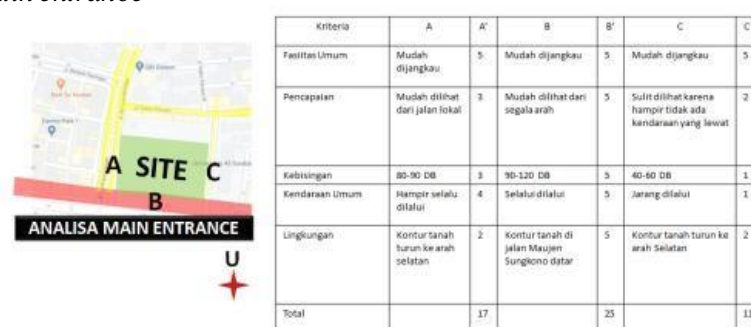 A SITE C
B
ANALISA MAIN ENTRANCE
U
Kriteria A A' B B' C
Fasilitas Umum Mudah dijangkau 5 Mudah dijangkau 5 Mudah dijangkau 5
Pencapaian Mudah dilihat dari jalan lokal 3 Mudah dilihat dari segala arah 5 Sulit dilihat karena hampir tidak ada kendaraan yang lewat 2
Kebisingan 80-90 DB 3 90-120 DB 5 40-60 DB 1
Kendaraan Umum Hampir selalu dilalui 4 Selalu dilalui 5 Jarang dilalui 1
Lingkungan Kontur tanah turun ke arah selatan 2 Kontur tanah di jalan Maujen Sungkono datar 5 Kontur tanah turun ke arah Selatan 2
Total 17 25